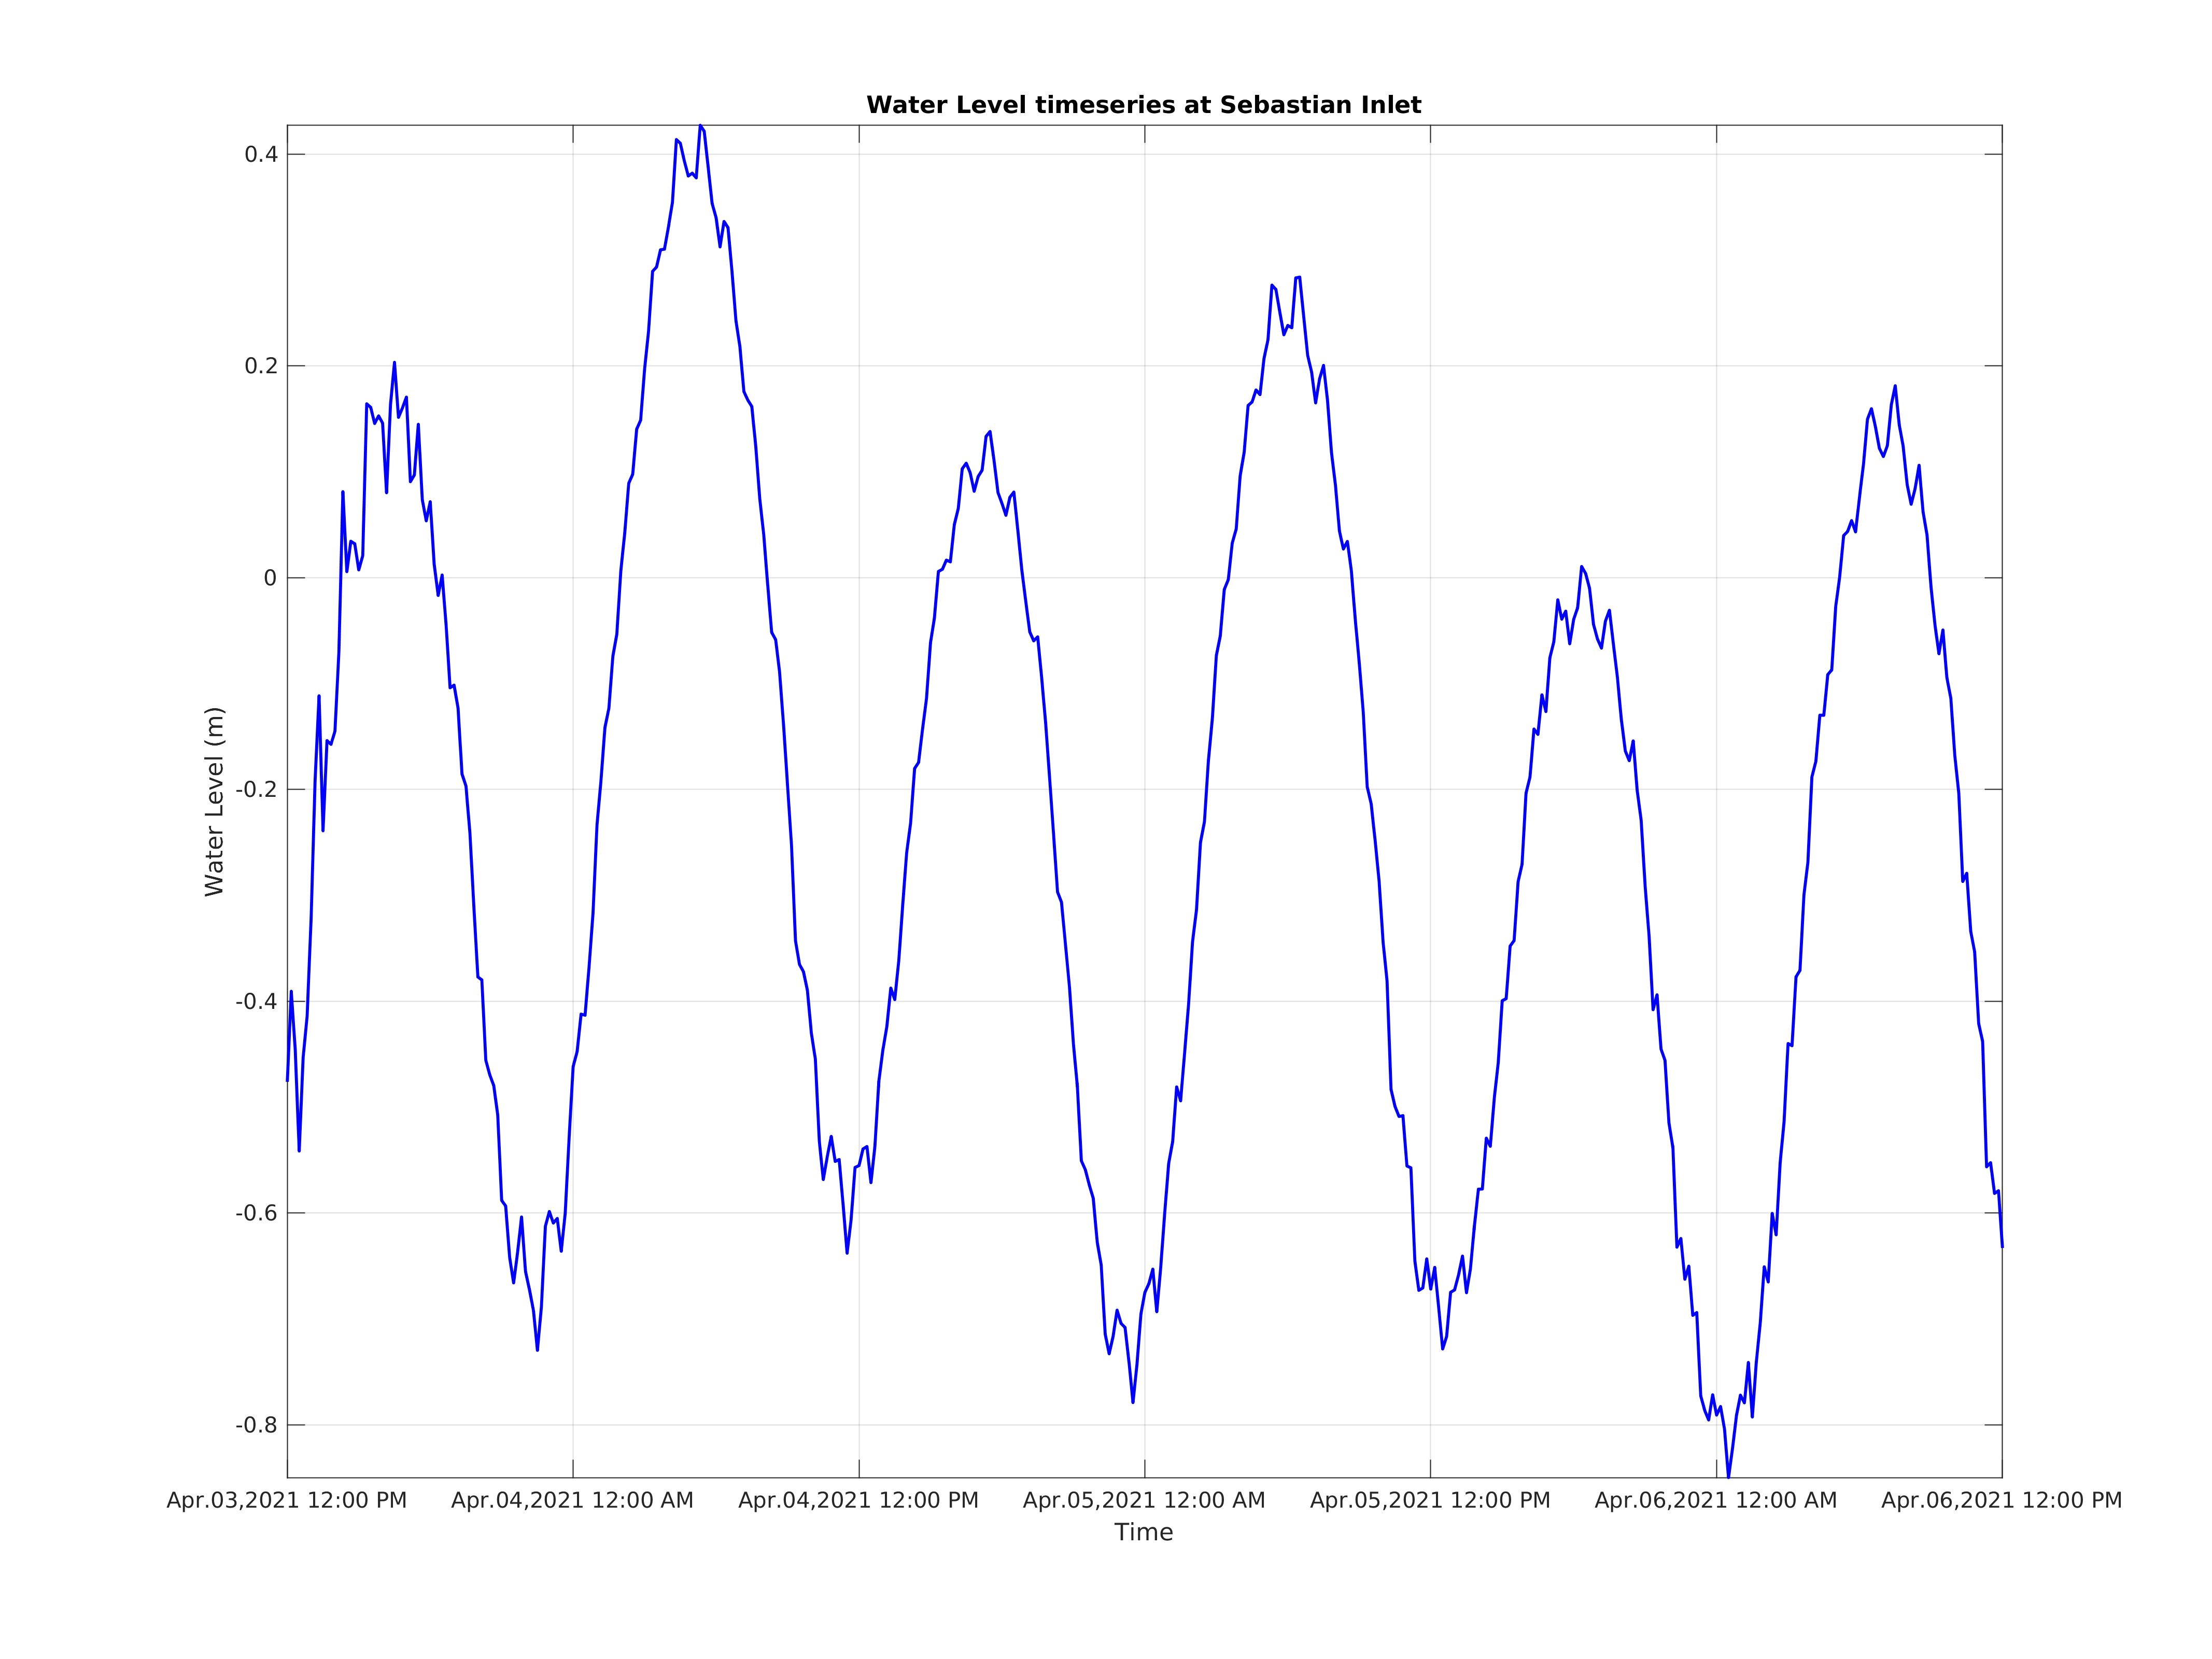 Water Level timeseries at Sebastian Inlet
0.4
0.2
0
-0.2
-0.4
-0.6
-0.8
Water Level (m)
Apr.03,2021 12:00 PM
Apr.04,2021 12:00 AM
Apr.04,2021 12:00 PM
Apr.05,2021 12:00 AM
Apr.05,2021 12:00 PM
Apr.06,2021 12:00 AM
Apr.06,2021 12:00 PM
Time